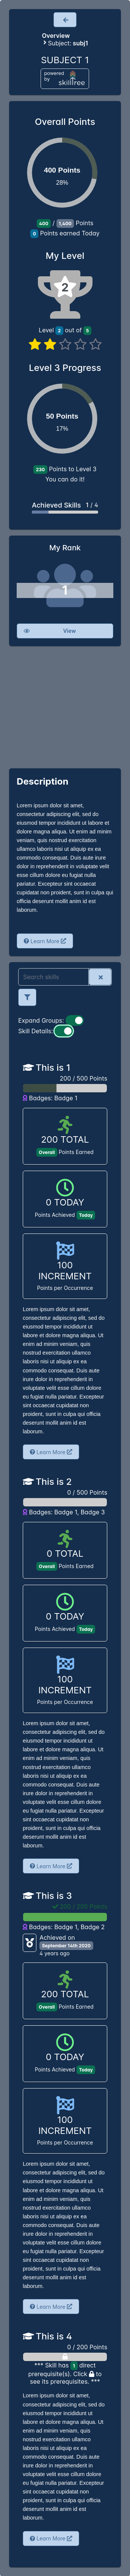 Overview
Subject: subj1
SUBJECT 1
powered
by
skilltree
Overall Points
400 Points
28%
400 / 1,400 Points
0 Points earned Today
My Level
2
Level 2 out of 5
Level 3 Progress
50 Points
17%
230 Points to Level 3
You can do it!
Achieved Skills 1 / 4
My Rank
1
View
Description
Lorem ipsum dolor sit amet,
consectetur adipiscing elit, sed do
eiusmod tempor incididunt ut labore et
dolore magna aliqua. Ut enim ad minim
veniam, quis nostrud exercitation
ullamco laboris nisi ut aliquip ex ea
commodo consequat. Duis aute irure
dolor in reprehenderit in voluptate velit
esse cillum dolore eu fugiat nulla
pariatur. Excepteur sint occaecat
cupidatat non proident, sunt in culpa qui
officia deserunt mollit anim id est
laborum.
Learn More
Search skills
Expand Groups:
Skill Details:
This is 1
200 / 500 Points
Badges: Badge 1
200 TOTAL
Overall Points Earned
0 TODAY
Points Achieved Today
100
INCREMENT
Points per Occurrence
Lorem ipsum dolor sit amet,
consectetur adipiscing elit, sed do
eiusmod tempor incididunt ut
labore et dolore magna aliqua. Ut
enim ad minim veniam, quis
nostrud exercitation ullamco
laboris nisi ut aliquip ex ea
commodo consequat. Duis aute
irure dolor in reprehenderit in
voluptate velit esse cillum dolore
eu fugiat nulla pariatur. Excepteur
sint occaecat cupidatat non
proident, sunt in culpa qui officia
deserunt mollit anim id est
laborum.
Learn More
This is 2
0 / 500 Points
Badges: Badge 1, Badge 3
0 TOTAL
Overall Points Earned
0 TODAY
Points Achieved Today
100
INCREMENT
Points per Occurrence
Lorem ipsum dolor sit amet,
consectetur adipiscing elit, sed do
eiusmod tempor incididunt ut
labore et dolore magna aliqua. Ut
enim ad minim veniam, quis
nostrud exercitation ullamco
laboris nisi ut aliquip ex ea
commodo consequat. Duis aute
irure dolor in reprehenderit in
voluptate velit esse cillum dolore
eu fugiat nulla pariatur. Excepteur
sint occaecat cupidatat non
proident, sunt in culpa qui officia
deserunt mollit anim id est
laborum.
Learn More
This is 3
200 / 200 Points
Badges: Badge 1, Badge 2
Achieved on
September 14th 2020
4 years ago
200 TOTAL
Overall Points Earned
0 TODAY
Points Achieved Today
100
INCREMENT
Points per Occurrence
Lorem ipsum dolor sit amet,
consectetur adipiscing elit, sed do
eiusmod tempor incididunt ut
labore et dolore magna aliqua. Ut
enim ad minim veniam, quis
nostrud exercitation ullamco
laboris nisi ut aliquip ex ea
commodo consequat. Duis aute
irure dolor in reprehenderit in
voluptate velit esse cillum dolore
eu fugiat nulla pariatur. Excepteur
sint occaecat cupidatat non
proident, sunt in culpa qui officia
deserunt mollit anim id est
laborum.
Learn More
This is 4
0 / 200 Points
*** Skill has 1 direct
prerequisite(s). Click to
see its prerequisites. ***
Lorem ipsum dolor sit amet,
consectetur adipiscing elit, sed do
eiusmod tempor incididunt ut
labore et dolore magna aliqua. Ut
enim ad minim veniam, quis
nostrud exercitation ullamco
laboris nisi ut aliquip ex ea
commodo consequat. Duis aute
irure dolor in reprehenderit in
voluptate velit esse cillum dolore
eu fugiat nulla pariatur. Excepteur
sint occaecat cupidatat non
proident, sunt in culpa qui officia
deserunt mollit anim id est
laborum.
Learn More